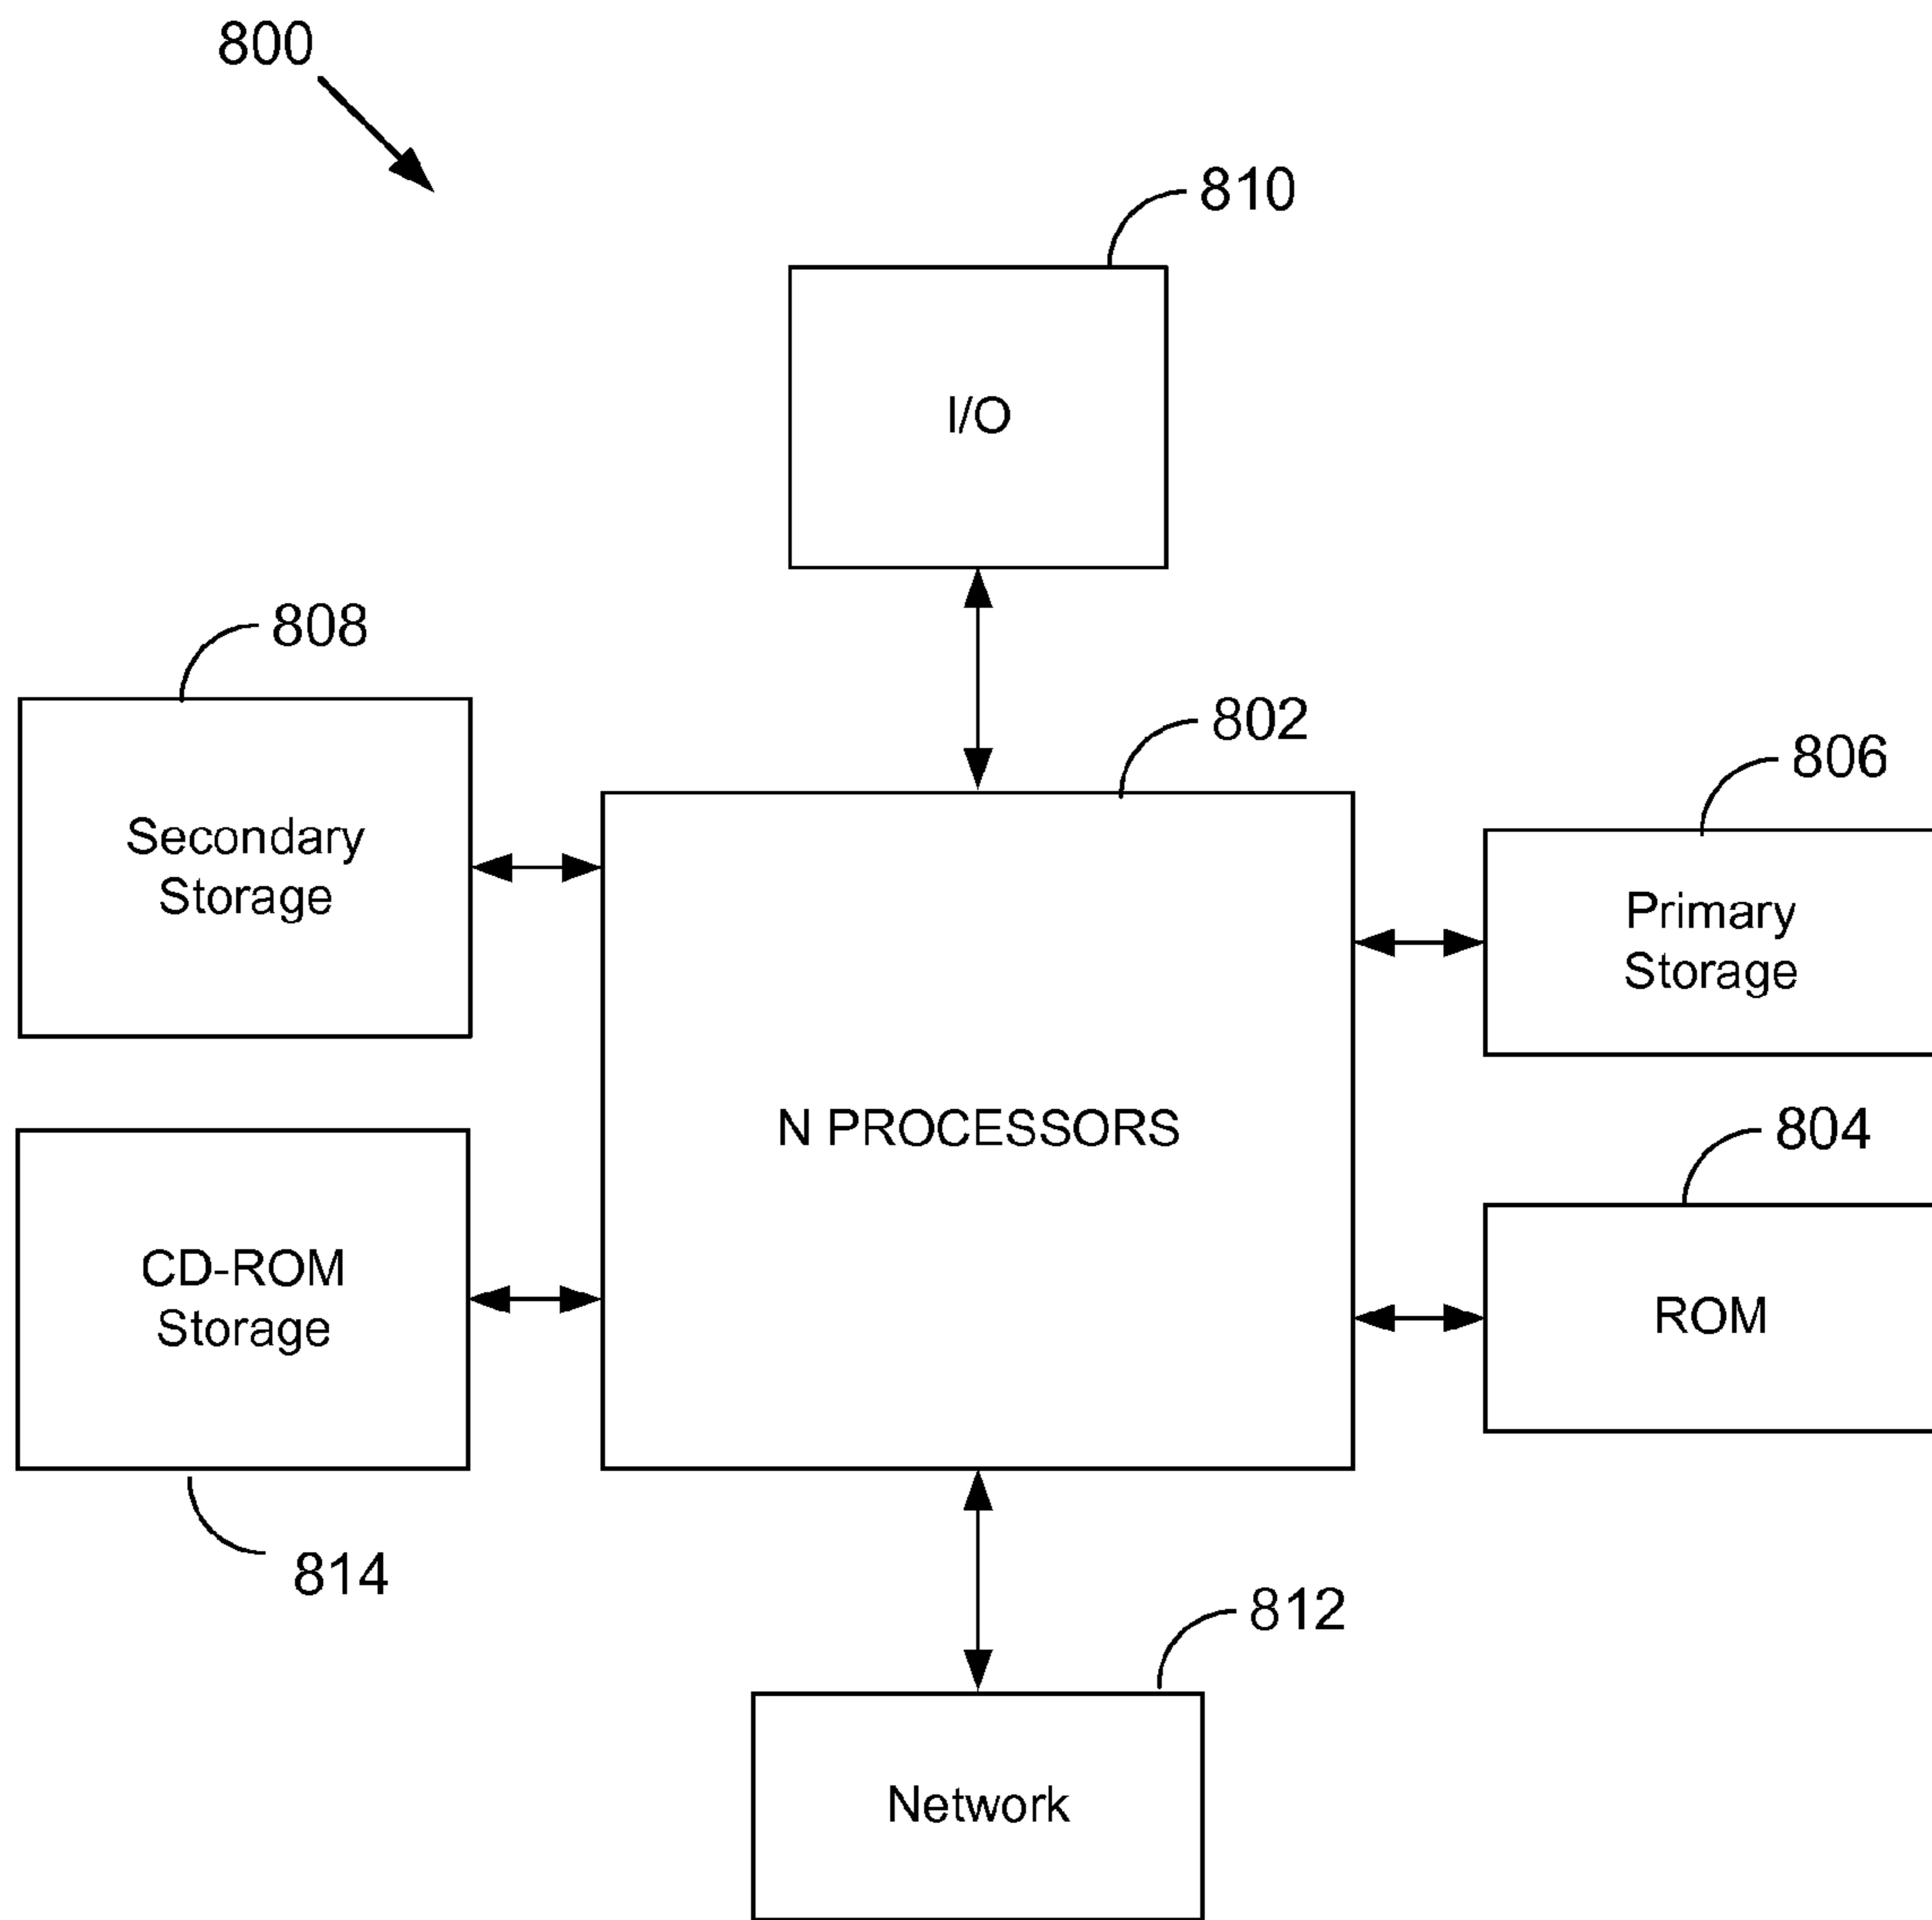 800
810
I/O
808
802
806
Secondary
Storage
Primary
Storage
N PROCESSORS
804
CD-ROM
Storage
ROM
814
812
Network